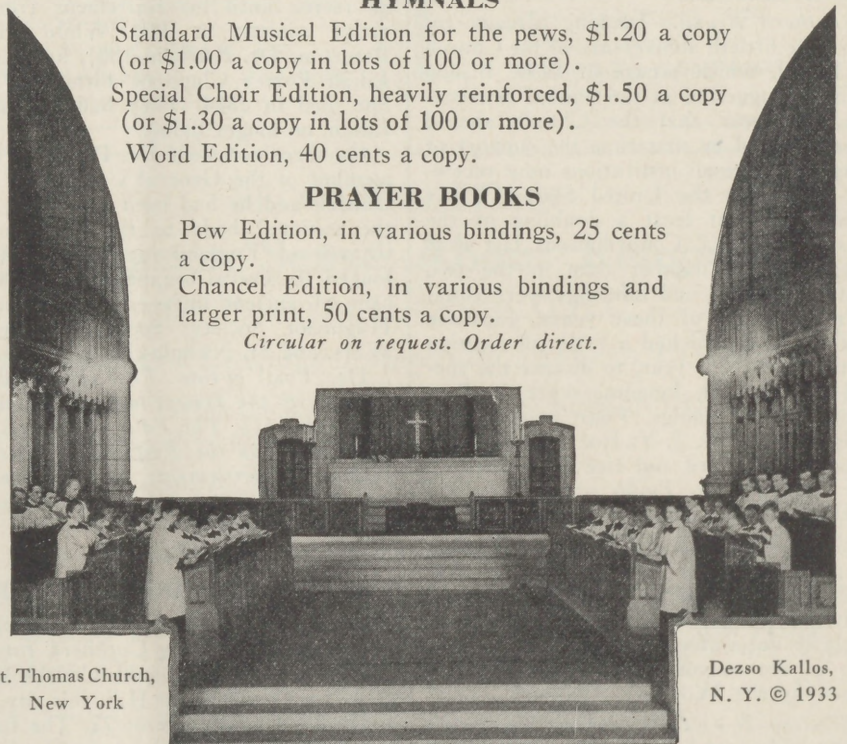 HYMNALS
Standard Musical Edition for the pews, $1.20 a copy
(or $1.00 a copy in lots of 100 or more).
Special Choir Edition, heavily reinforced, $1.50 a copy
(or $1.30 a copy in lots of 100 or more).
Word Edition, 40 cents a copy.
PRAYER BOOKS
Pew Edition, in various bindings, 25 cents
a copy.
Chancel Edition, in various bindings and
larger print, 50 cents a copy.
Circular on request. Order direct.
t. Thomas Church,
New York
Dezso Kallos,
N. Y. © 1933